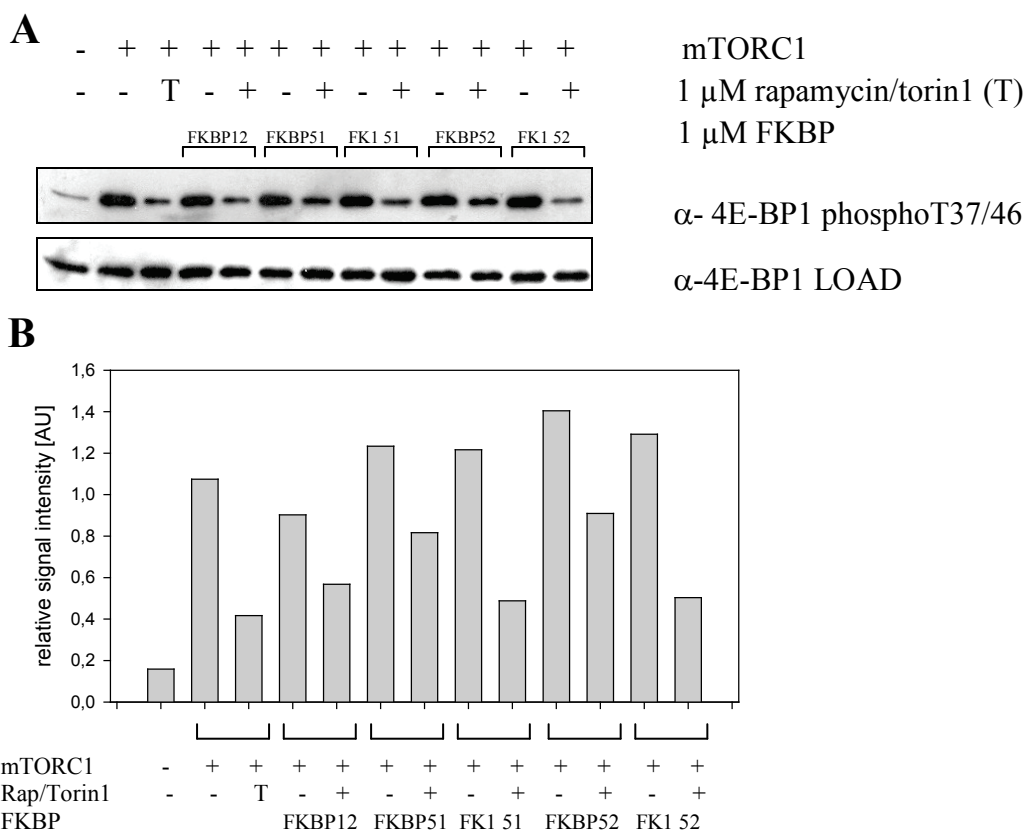 A
- + + + + + + + + + + + + mTORC1
- - T - + - + - + - + - + 1 µM rapamycin/torin1 (T)
FKBP12 FKBP51 FK1 51 FKBP52 FK1 52 1 µM FKBP
α- 4E-BP1 phosphoT37/46
α-4E-BP1 LOAD
B
relative signal intensity [AU]
1,6
1,4
1,2
1,0
0,8
0,6
0,4
0,2
0,0
mTORC1 - + + + + + + + + + + + +
Rap/Torin1 - - T - + - + - + - + - +
FKBP FKBP12 FKBP51 FK1 51 FKBP52 FK1 52